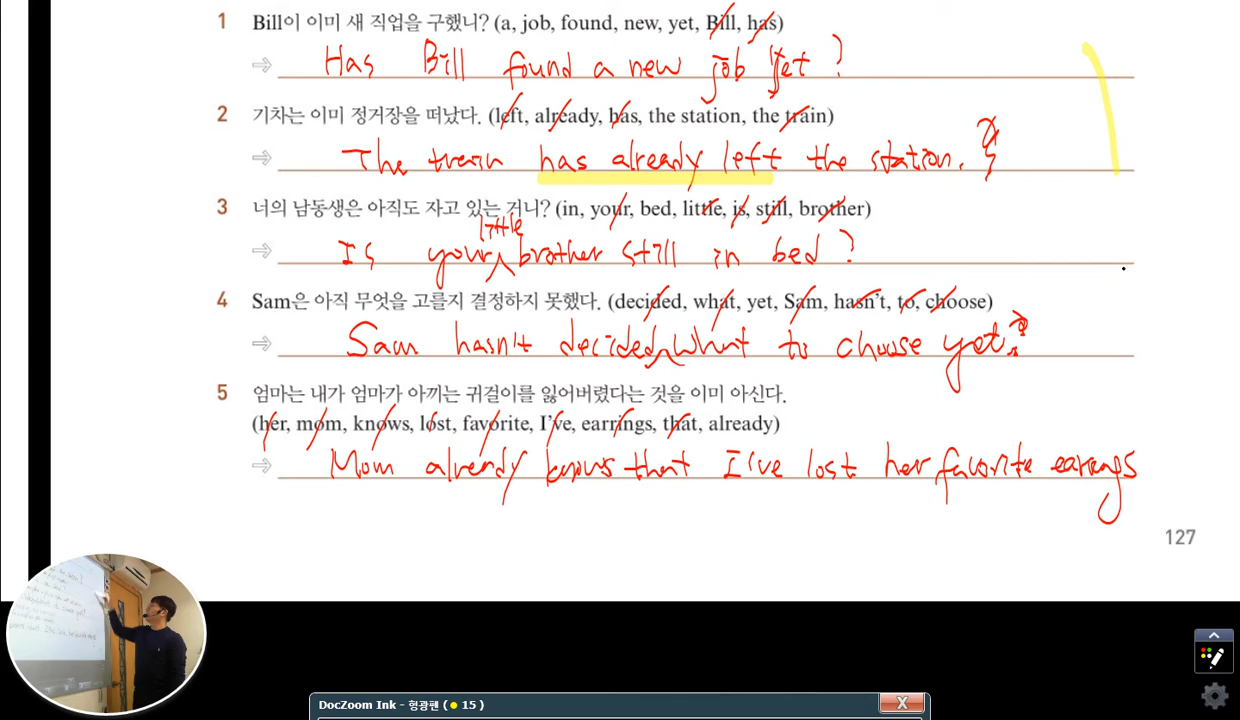 1 Bill이 이미 새 직업을 구했니? (a, job, found, new, yet, Bill, has)
⇨ Has Bill found a new job yet ?
2 기차는 이미 정거장을 떠났다. (left, already, has, the station, the train)
⇨ The train has already left the station.
3 너의 남동생은 아직도 자고 있는 거니? (in, your, bed, little, is, still, brother)
little
⇨ Is your brother still in bed ?
4 Sam은 아직 무엇을 고를지 결정하지 못했다. (decided, what, yet, Sam, hasn't, to, choose)
⇨ Sam hasn't decided what to choose yet.
5 엄마는 내가 엄마가 아끼는 귀걸이를 잃어버렸다는 것을 이미 아신다.
(her, mom, knows, lost, favorite, I've, earrings, that, already)
⇨ Mom already knows that I've lost her favorite earrings
127
DocZoom Ink - 형광펜 ( 15 ) X